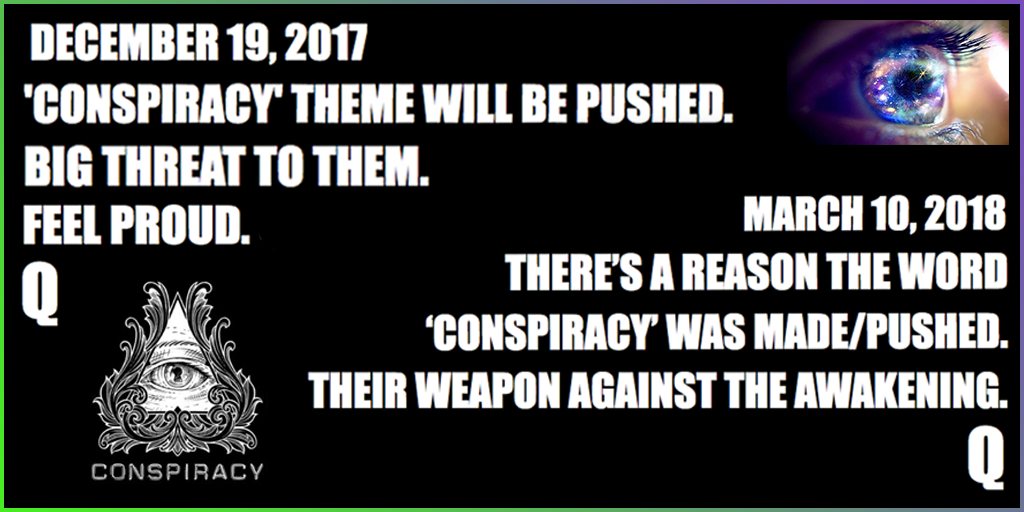 DECEMBER 19, 2017
'CONSPIRACY' THEME WILL BE PUSHED.
BIG THREAT TO THEM.
FEEL PROUD.
Q
CONSPIRACY
MARCH 10, 2018
THERE’S A REASON THE WORD
‘CONSPIRACY’ WAS MADE/PUSHED.
THEIR WEAPON AGAINST THE AWAKENING.
Q